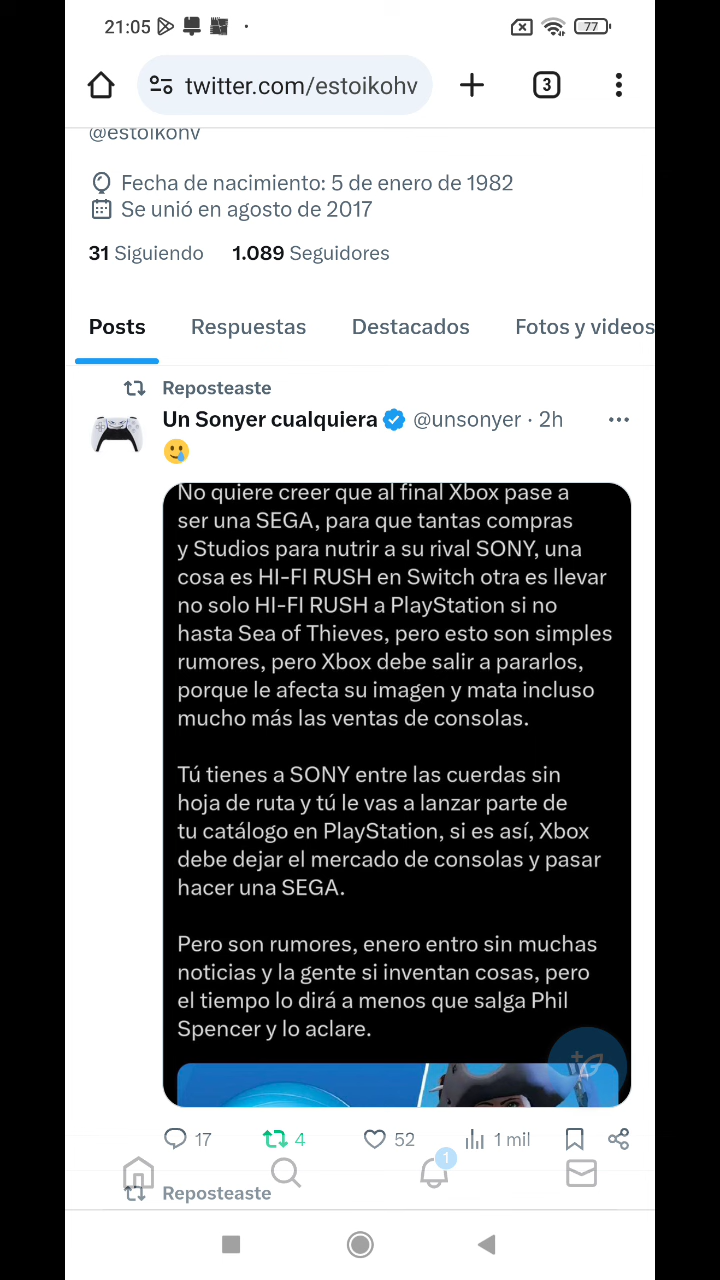 21:05
77
twitter.com/estoikohv
3
@estoikohv
Fecha de nacimiento: 5 de enero de 1982
Se unió en agosto de 2017
31 Siguiendo 1.089 Seguidores
Posts Respuestas Destacados Fotos y videos
Reposteaste
Un Sonyer cualquiera @unsonyer · 2h
No quiere creer que al final Xbox pase a
ser una SEGA, para que tantas compras
y Studios para nutrir a su rival SONY, una
cosa es HI-FI RUSH en Switch otra es llevar
no solo HI-FI RUSH a PlayStation si no
hasta Sea of Thieves, pero esto son simples
rumores, pero Xbox debe salir a pararlos,
porque le afecta su imagen y mata incluso
mucho más las ventas de consolas.
Tú tienes a SONY entre las cuerdas sin
hoja de ruta y tú le vas a lanzar parte de
tu catálogo en PlayStation, si es así, Xbox
debe dejar el mercado de consolas y pasar
hacer una SEGA.
Pero son rumores, enero entro sin muchas
noticias y la gente si inventan cosas, pero
el tiempo lo dirá a menos que salga Phil
Spencer y lo aclare.
17 4 52 1 mil
1
Reposteaste